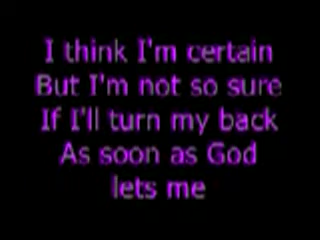 I think I'm certain
But I'm not so sure
If I'll turn my back
As soon as God
lets me